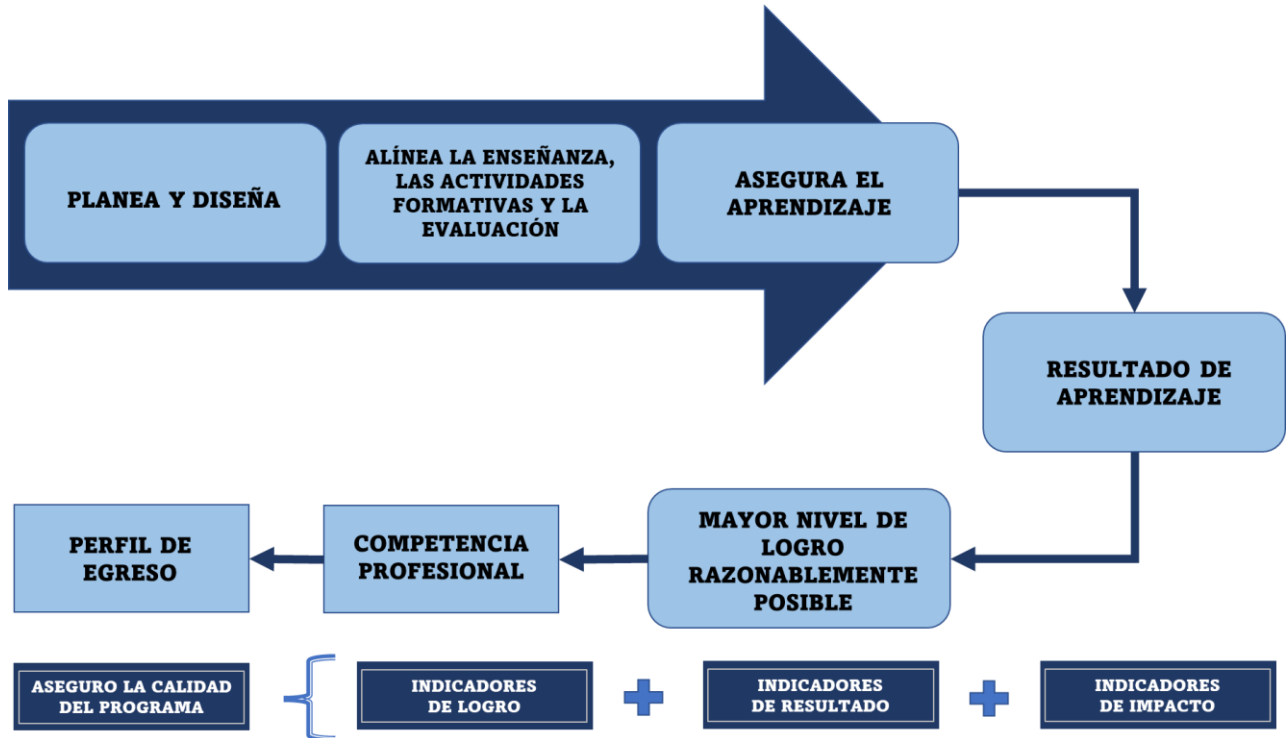 PLANEA Y DISEÑA
ALÍNEA LA ENSEÑANZA,
LAS ACTIVIDADES
FORMATIVAS Y LA
EVALUACIÓN
ASEGURA EL
APRENDIZAJE
RESULTADO DE
APRENDIZAJE
MAYOR NIVEL DE
LOGRO
RAZONABLEMENTE
POSIBLE
COMPETENCIA
PROFESIONAL
PERFIL DE
EGRESO
ASEGURO LA CALIDAD
DEL PROGRAMA
INDICADORES
DE LOGRO
INDICADORES
DE RESULTADO
INDICADORES
DE IMPACTO